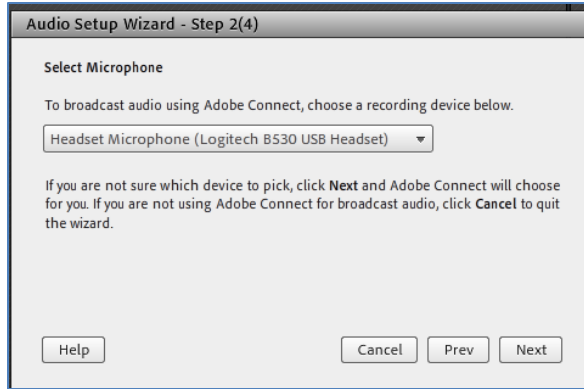 Audio Setup Wizard - Step 2(4)
Select Microphone
To broadcast audio using Adobe Connect, choose a recording device below.
Headset Microphone (Logitech B530 USB Headset)
If you are not sure which device to pick, click Next and Adobe Connect will choose
for you. If you are not using Adobe Connect for broadcast audio, click Cancel to quit
the wizard.
Help Cancel Prev Next